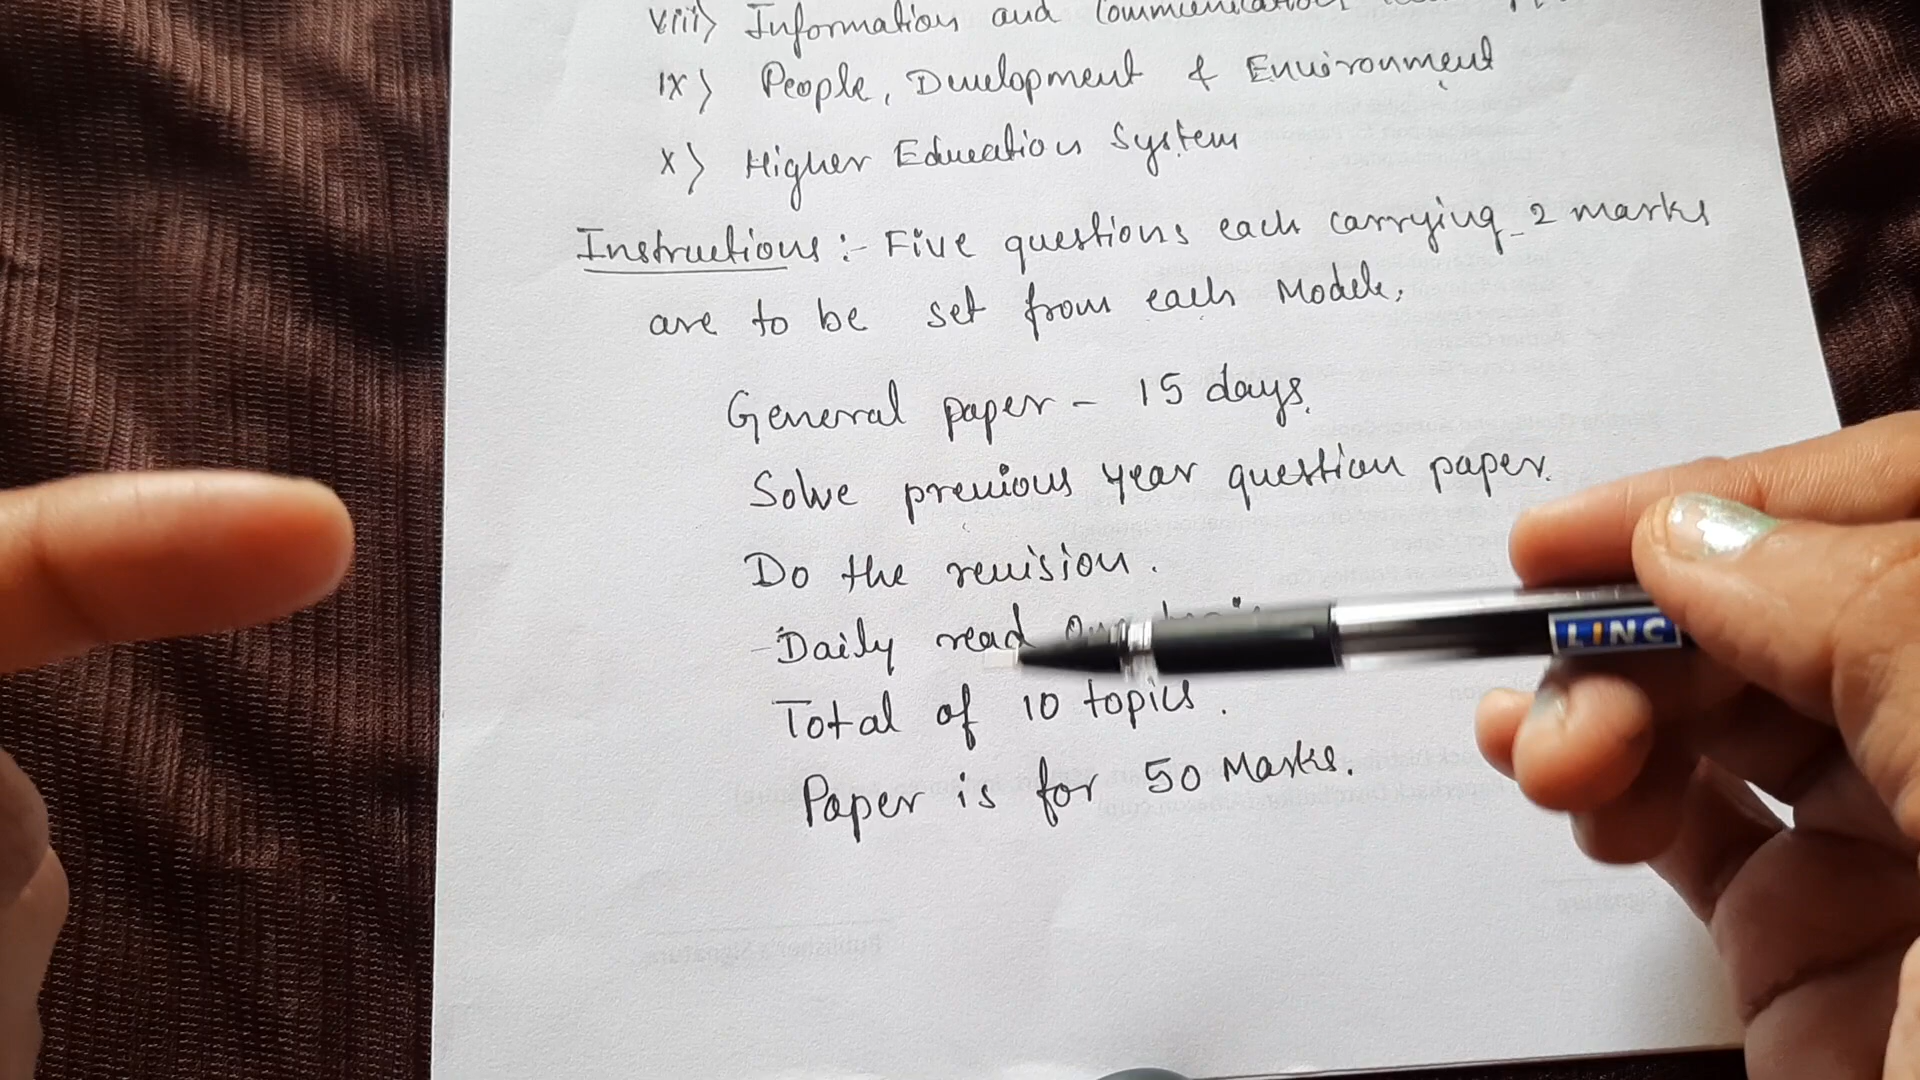 viii) Information and Communication
ix) People, Development & Environment
x) Higher Education System
Instructions :- Five questions each carrying 2 marks
are to be set from each Module.
General paper - 15 days.
Solve previous year question paper.
Do the revision.
Daily read
Total of 10 topics.
Paper is for 50 Marks.
LINC